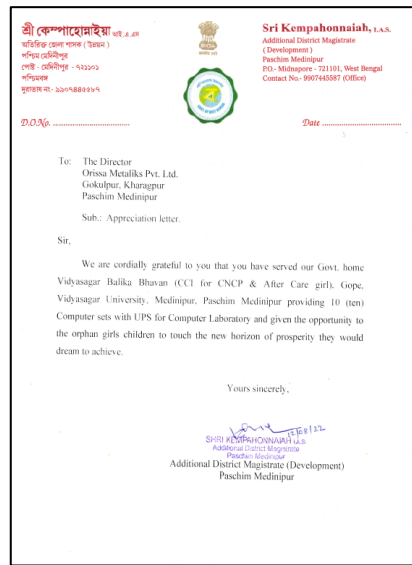 শ্রী কেম্পাহোন্নাইয়া আই.এ.এস
অতিরিক্ত জেলা শাসক ( উন্নয়ন )
পশ্চিম মেদিনীপুর
পোষ্ট - মেদিনীপুর - ৭২১১০১
পশ্চিমবঙ্গ
দুরাভাষ নং- ৯৯০৭৪৪৫৫৮৭
Sri Kempahonnaiah, I.A.S.
Additional District Magistrate
( Development )
Paschim Medinipur
P.O.- Midnapore - 721101, West Bengal
Contact No.- 9907445587 (Office)
D.O.No. ..................................
Date ..................................
To: The Director
Orissa Metaliks Pvt. Ltd.
Gokulpur, Kharagpur
Paschim Medinipur
Sub.: Appreciation letter.
Sir,
We are cordially grateful to you that you have served our Govt. home
Vidyasagar Balika Bhavan (CCI for CNCP & After Care girl), Gope,
Vidyasagar University, Medinipur, Paschim Medinipur providing 10 (ten)
Computer sets with UPS for Computer Laboratory and given the opportunity to
the orphan girls children to touch the new horizon of prosperity they would
dream to achieve.
Yours sincerely,
12/08/22
SHRI KEMPAHONNAIAH I.A.S.
Additional District Magistrate
Paschim Medinipur
Additional District Magistrate (Development)
Paschim Medinipur